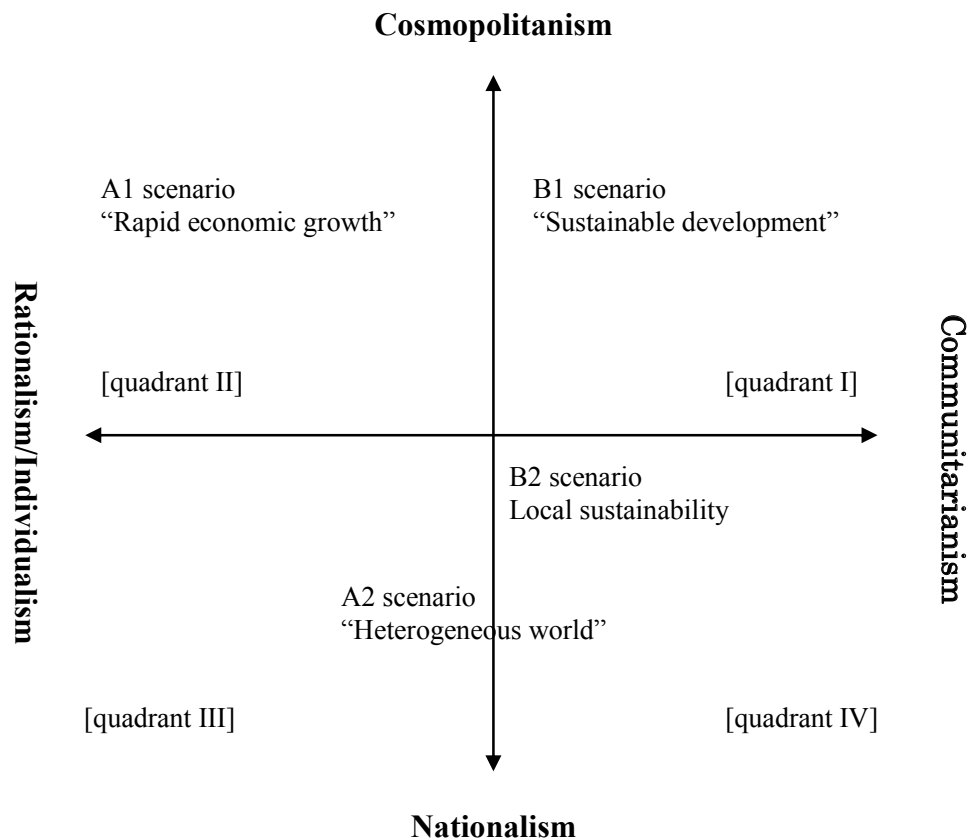 Cosmopolitanism
A1 scenario
“Rapid economic growth”
B1 scenario
“Sustainable development”
Rationalism/Individualism
Communitarianism
[quadrant II]
[quadrant I]
B2 scenario
Local sustainability
A2 scenario
“Heterogeneous world”
[quadrant III]
[quadrant IV]
Nationalism